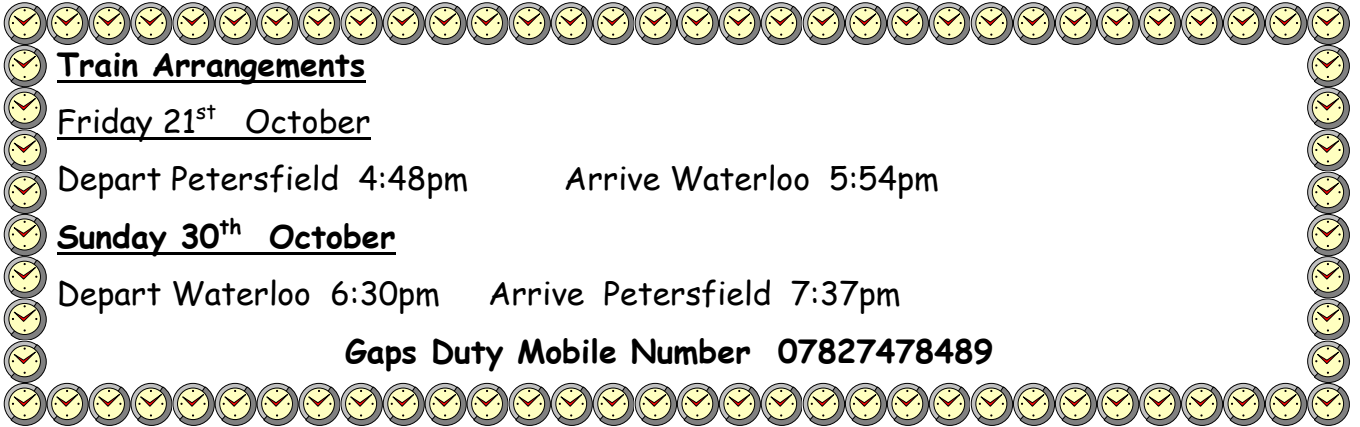 Train Arrangements
Friday 21st October
Depart Petersfield 4:48pm Arrive Waterloo 5:54pm
Sunday 30th October
Depart Waterloo 6:30pm Arrive Petersfield 7:37pm
Gaps Duty Mobile Number 07827478489